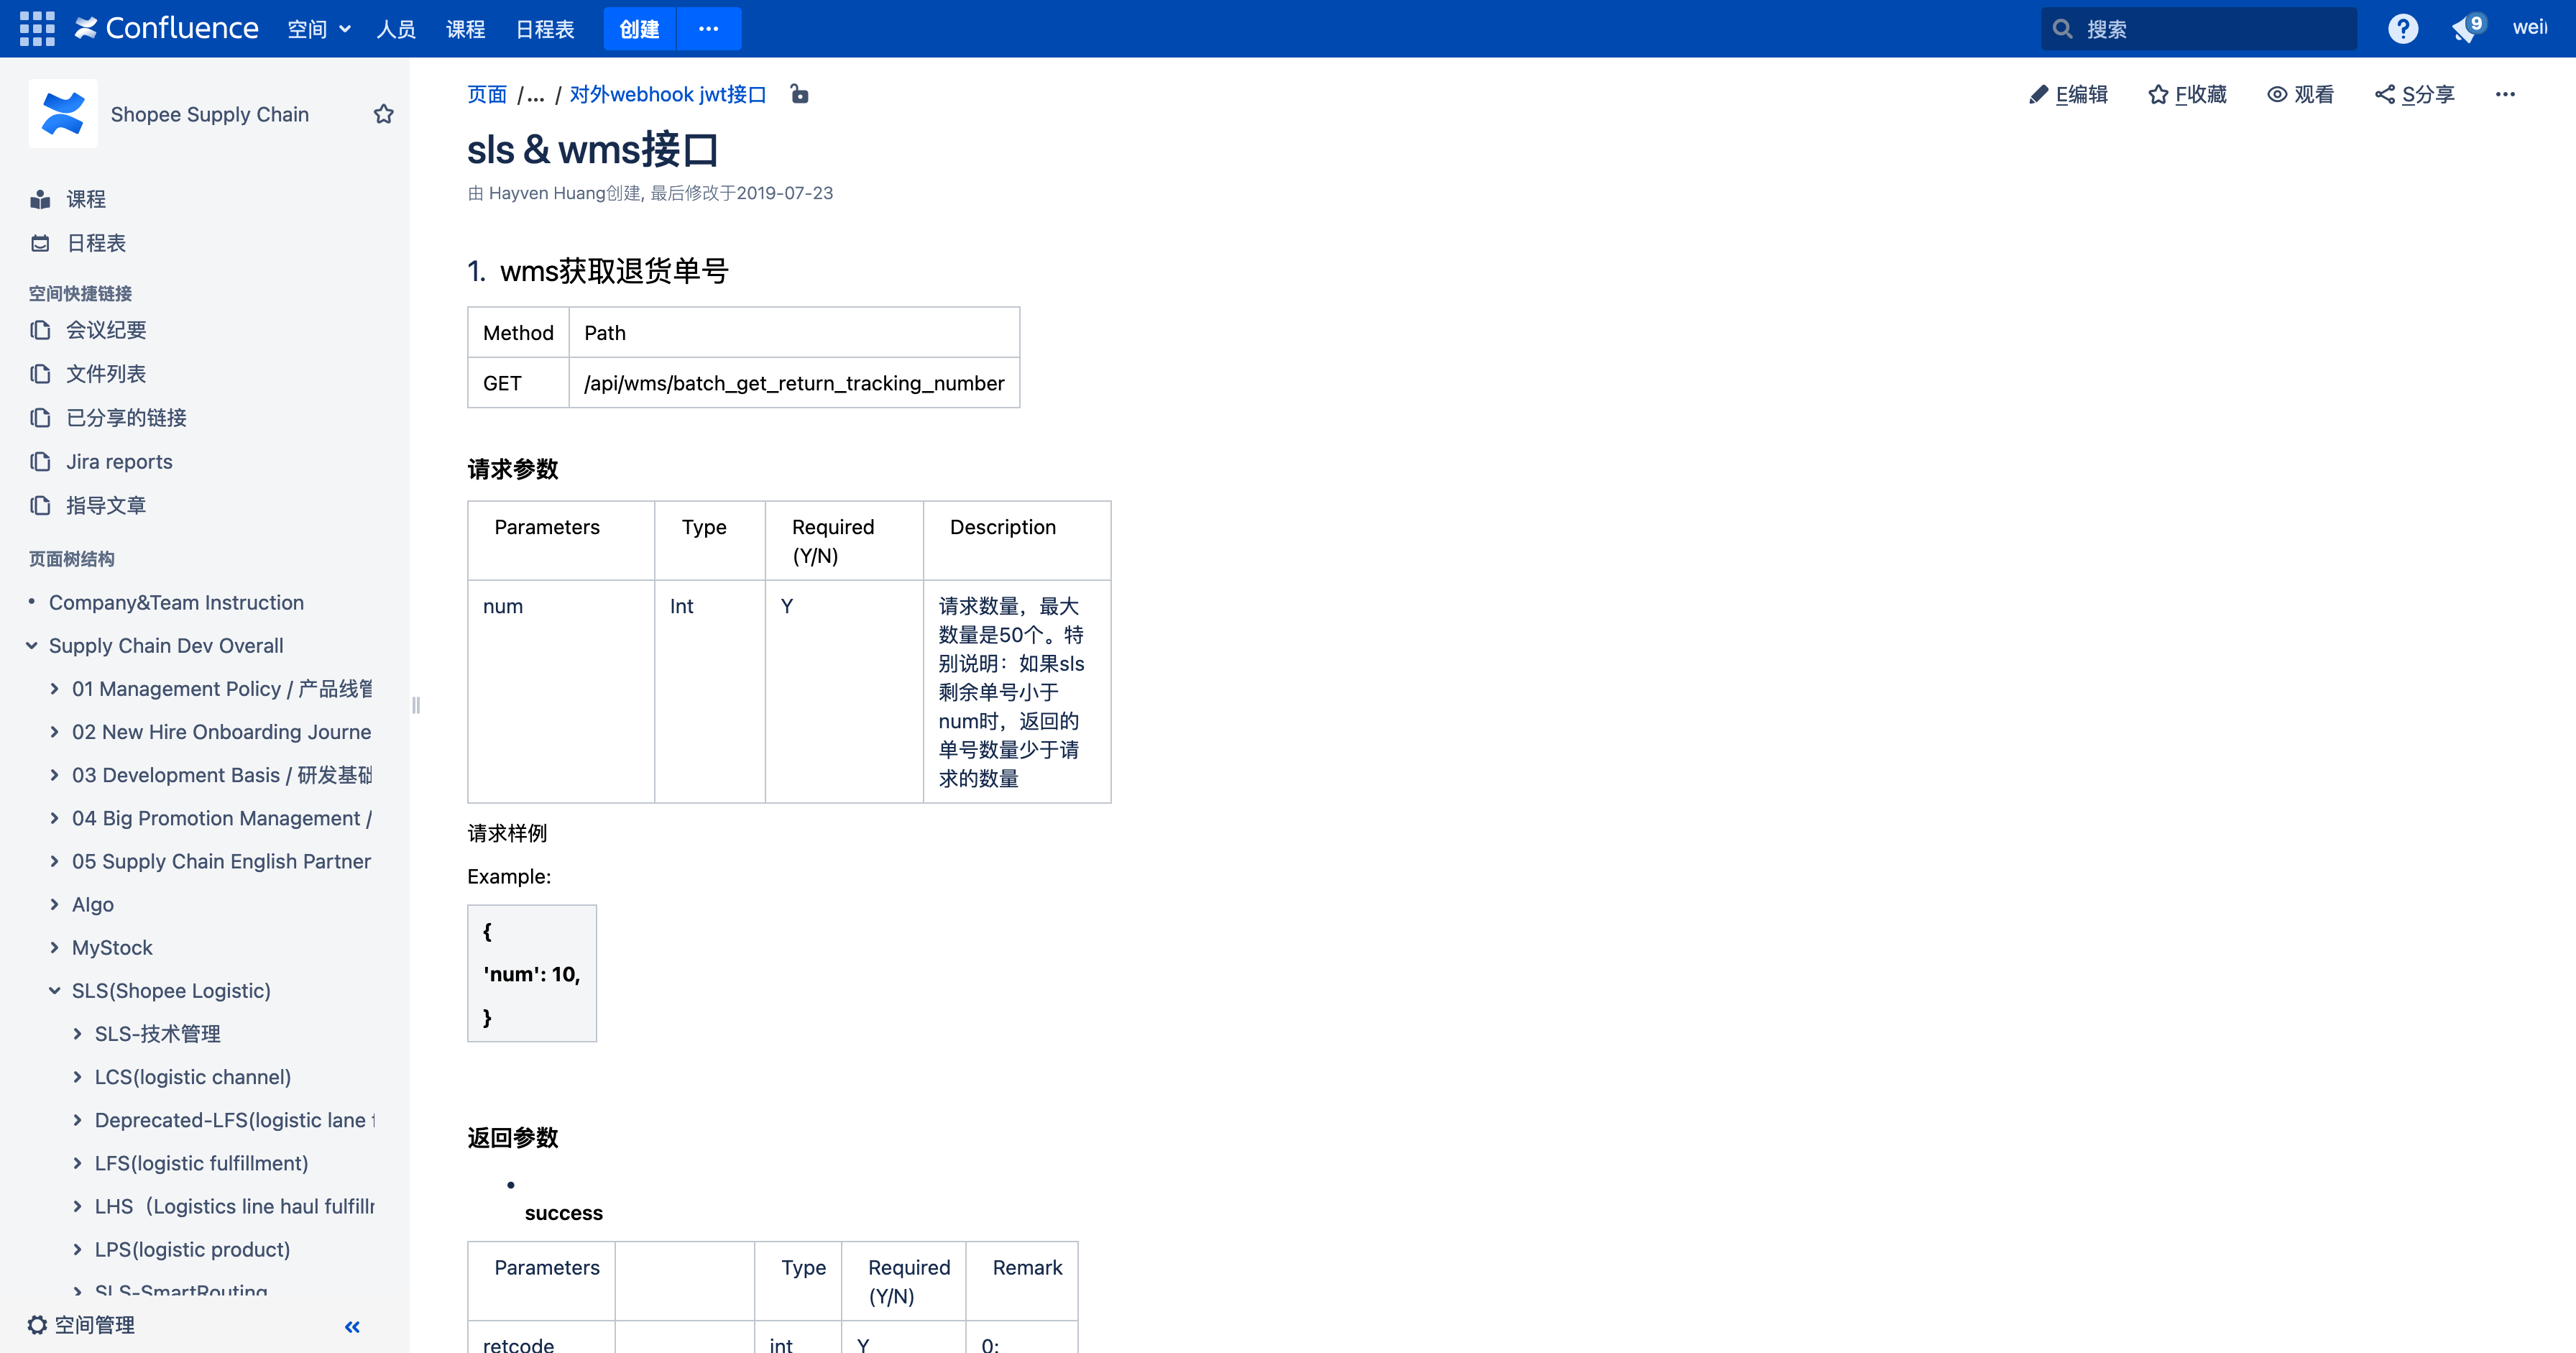 Confluence 空间 人员 课程 日程表 创建 ··· 搜索 9 weil
Shopee Supply Chain
课程
日程表
空间快捷链接
会议纪要
文件列表
已分享的链接
Jira reports
指导文章
页面树结构
• Company&Team Instruction
Supply Chain Dev Overall
01 Management Policy / 产品线管
02 New Hire Onboarding Journe
03 Development Basis / 研发基础
04 Big Promotion Management /
05 Supply Chain English Partner
Algo
MyStock
SLS(Shopee Logistic)
SLS-技术管理
LCS(logistic channel)
Deprecated-LFS(logistic lane f
LFS(logistic fulfillment)
LHS（Logistics line haul fulfillr
LPS(logistic product)
SLS-SmartRouting
空间管理 «
页面 /... / 对外webhook jwt接口
E编辑 F收藏 观看 S分享 ···
sls & wms接口
由 Hayven Huang创建, 最后修改于2019-07-23
1. wms获取退货单号
Method Path
GET /api/wms/batch_get_return_tracking_number
请求参数
Parameters Type Required Description
(Y/N)
num Int Y 请求数量，最大
数量是50个。特
别说明：如果sls
剩余单号小于
num时，返回的
单号数量少于请
求的数量
请求样例
Example:
{
'num': 10,
}
返回参数
•
success
Parameters Type Required Remark
(Y/N)
retcode int Y 0: